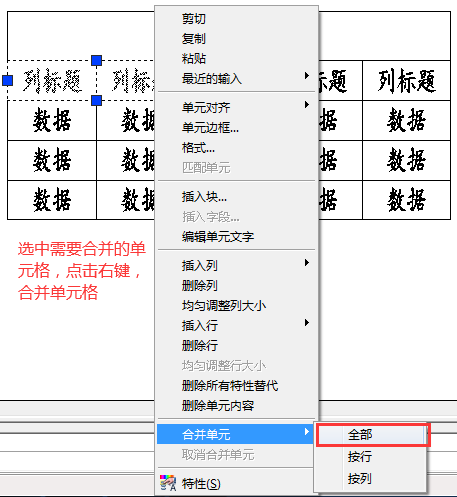 列标题 列标 标题 列标题
数据 数据 数据 数据
数据 数据 数据 数据
数据 数据 数据 数据
选中需要合并的单
元格，点击右键，
合并单元格
剪切
复制
粘贴
最近的输入
单元对齐
单元边框...
格式...
匹配单元
插入块...
插入字段...
编辑单元文字
插入列
删除列
均匀调整列大小
插入行
删除行
均匀调整行大小
删除所有特性替代
删除单元内容
合并单元
取消合并单元
特性(S)
全部
按行
按列